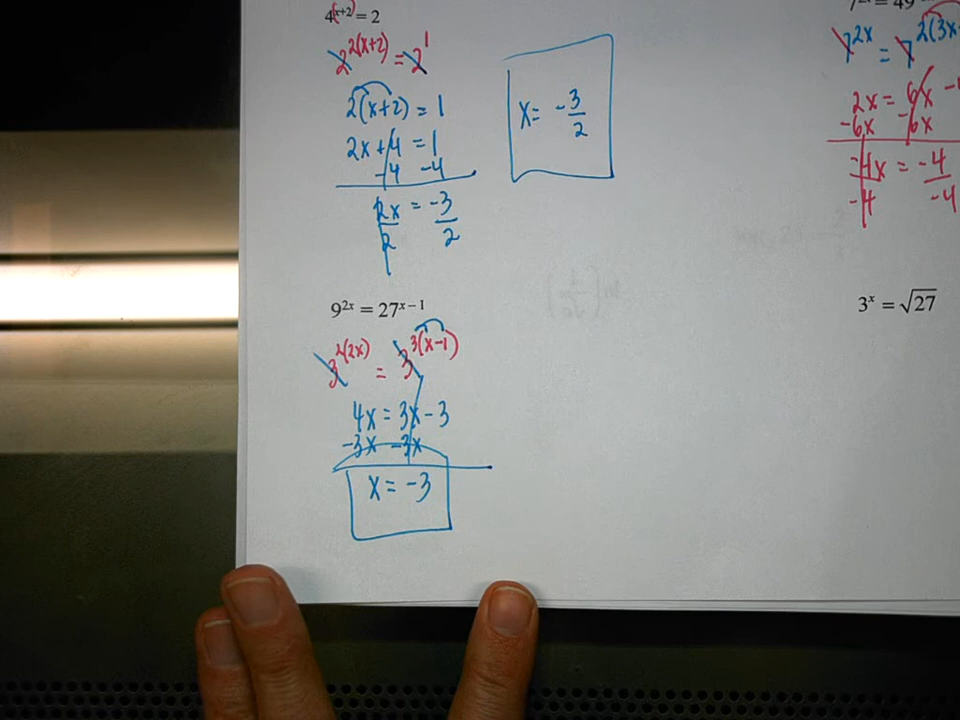 4^(x+2) = 2
2^2(x+2) = 2^1
2(x+2) = 1
2x + 4 = 1
-4 -4
2x/2 = -3/2
x = -3/2
9^2x = 27^x-1
3^2(2x) = 3^3(x-1)
4x = 3x - 3
-3x -3x
x = -3
= 49
7^2x = 7^2(3x
2x = 6x -
-6x -6x
-4x/-4 = -4/-4
3^x = √27